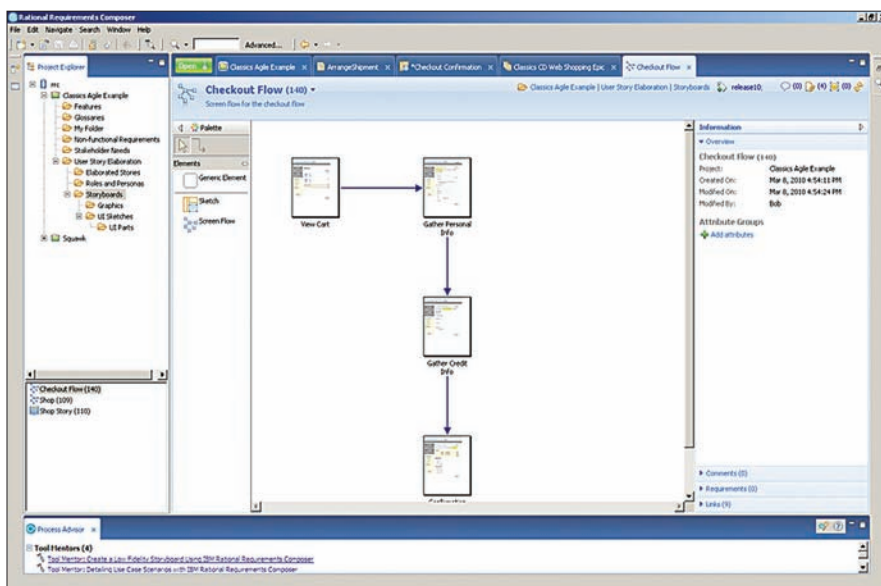 Rational Requirements Composer
File Edit Navigate Search Window Help
Advanced...
Project Explorer
Open
Classics Agile Example
ArrangeShipment
*Checkout Confirmation
Classics CD Web Shopping Epic
Checkout Flow
Checkout Flow (140)
Screen flow for the checkout flow
Classics Agile Example | User Story Elaboration | Storyboards
release10;
(0) (4) (0)
Classics Agile Example
Features
Glossaries
My Folder
Non-functional Requirements
Stakeholder Needs
User Story Elaboration
Elaborated Stories
Roles and Personas
Storyboards
Graphics
UI Sketches
UI Parts
Squawk
Checkout Flow (140)
Shop (109)
Shop Story (110)
Palette
Elements
Generic Element
Sketch
Screen Flow
View Cart
Gather Personal
Info
Gather Credit
Info
Confirmation
Information
Overview
Checkout Flow (140)
Project: Classics Agile Example
Created On: Mar 8, 2010 4:54:11 PM
Modified On: Mar 8, 2010 4:54:24 PM
Modified By: Bob
Attribute Groups
Add attributes
Comments (0)
Requirements (0)
Links (9)
Process Advisor
Tool Mentors (4)
Tool Mentor: Create a Low Fidelity Storyboard Using IBM Rational Requirements Composer
Tool Mentor: Detailing Use Case Scenarios with IBM Rational Requirements Composer